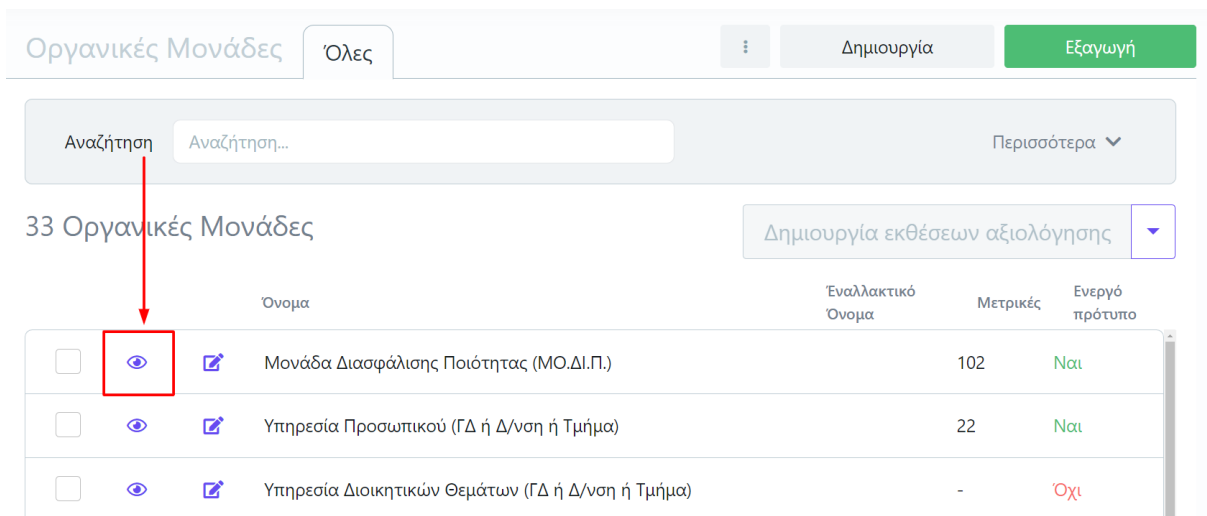 Οργανικές Μονάδες Όλες Δημιουργία Εξαγωγή
Αναζήτηση Αναζήτηση... Περισσότερα
33 Οργανικές Μονάδες Δημιουργία εκθέσεων αξιολόγησης
Όνομα Έναλλακτικό Όνομα Μετρικές Ενεργό πρότυπο
Μονάδα Διασφάλισης Ποιότητας (ΜΟ.ΔΙ.Π.) 102 Ναι
Υπηρεσία Προσωπικού (ΓΔ ή Δ/νση ή Τμήμα) 22 Ναι
Υπηρεσία Διοικητικών Θεμάτων (ΓΔ ή Δ/νση ή Τμήμα) - Όχι